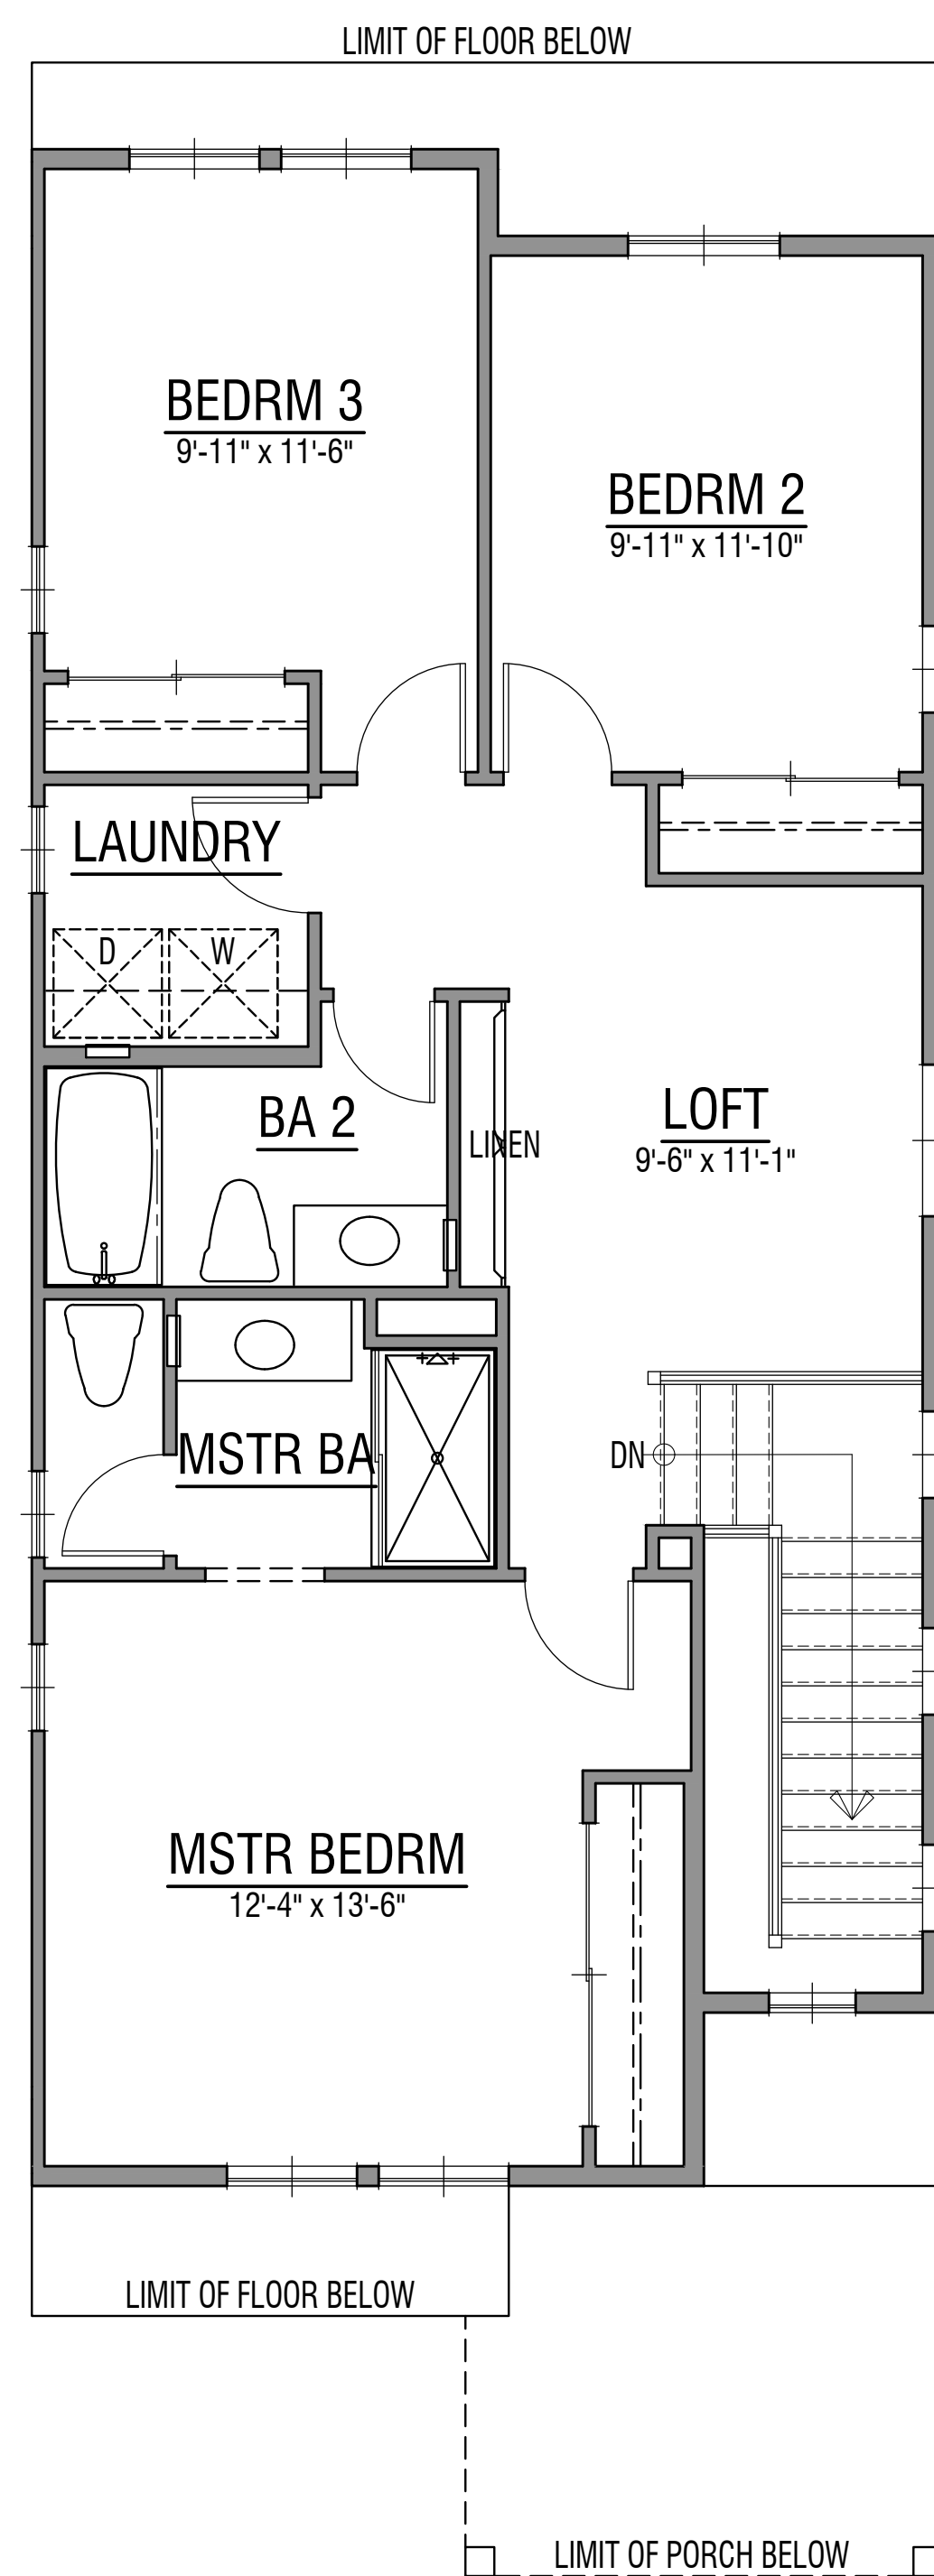 LIMIT OF FLOOR BELOW
BEDRM 3
9'-11" x 11'-6"
BEDRM 2
9'-11" x 11'-10"
LAUNDRY
D
W
BA 2
LINEN
LOFT
9'-6" x 11'-1"
MSTR BA
DN
MSTR BEDRM
12'-4" x 13'-6"
LIMIT OF FLOOR BELOW
LIMIT OF PORCH BELOW